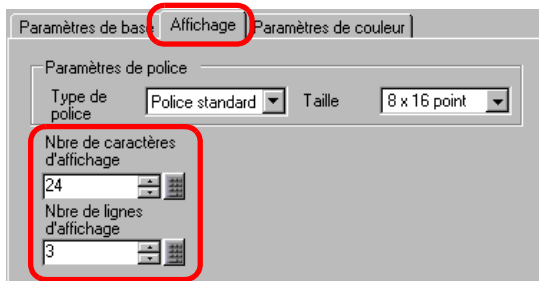 Paramètres de base Affichage Paramètres de couleur
Paramètres de police
Type de police Police standard Taille 8 x 16 point
Nbre de caractères
d'affichage
24
Nbre de lignes
d'affichage
3